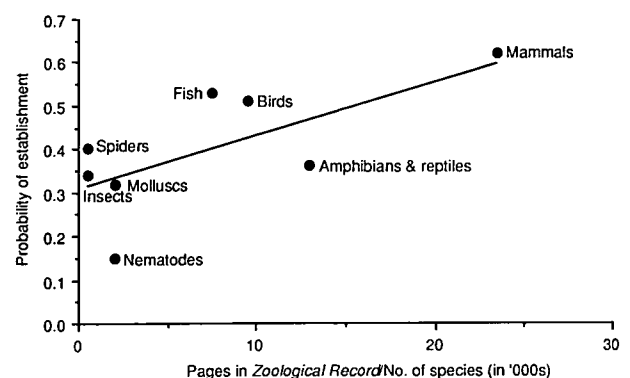 0.7
0.6
0.5
0.4
0.3
0.2
0.1
0.0
Probability of establishment
Mammals
Fish
Birds
Spiders
Amphibians & reptiles
Molluscs
Insects
Nematodes
0
10
20
30
Pages in Zoological Record/No. of species (in '000s)